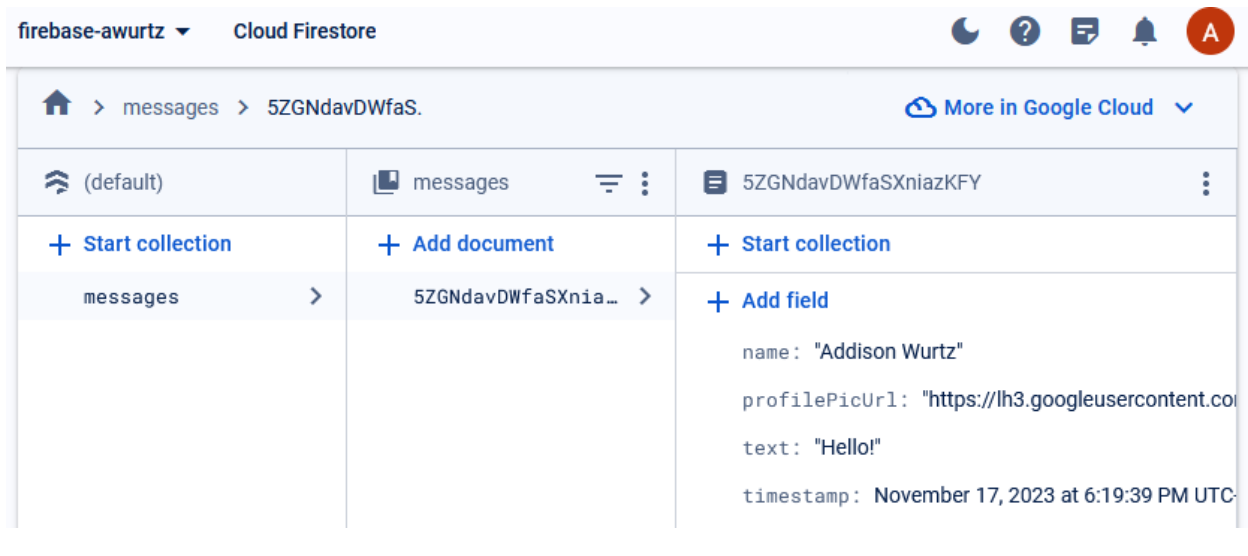 firebase-awurtz Cloud Firestore A
messages 5ZGNdavDWfaS. More in Google Cloud
(default) messages 5ZGNdavDWfaSXniazKFY
+ Start collection + Add document + Start collection
messages 5ZGNdavDWfaSXnia…
+ Add field
name: "Addison Wurtz"
profilePicUrl: "https://lh3.googleusercontent.co
text: "Hello!"
timestamp: November 17, 2023 at 6:19:39 PM UTC-